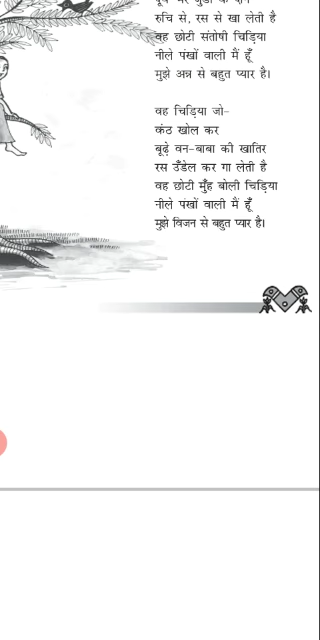 रुचि से, रस से खा लेती है
वह छोटी संतोषी चिड़िया
नीले पंखों वाली मैं हूँ
मुझे अन्न से बहुत प्यार है।
वह चिड़िया जो-
कंठ खोल कर
बूढ़े वन-बाबा की खातिर
रस उँडेल कर गा लेती है
वह छोटी मुँह बोली चिड़िया
नीले पंखों वाली मैं हूँ
मुझे विजन से बहुत प्यार है।